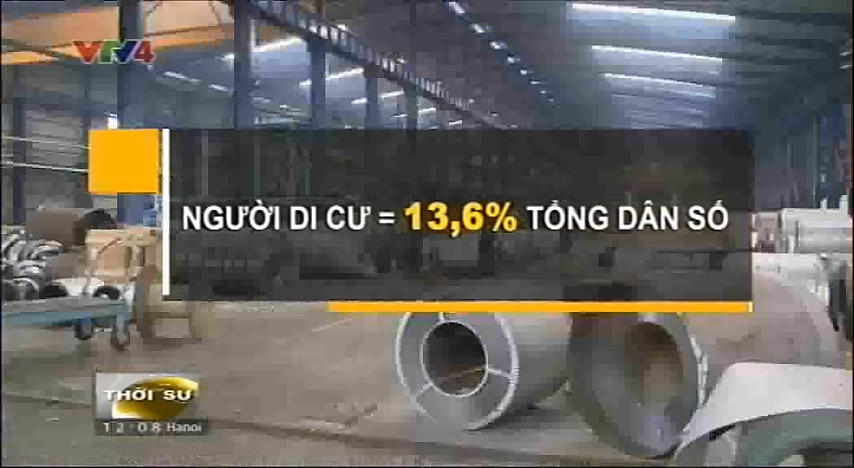 VTV4
NGƯỜI DI CƯ = 13,6% TỔNG DÂN SỐ
THỜI SỰ
12:08 Hanoi